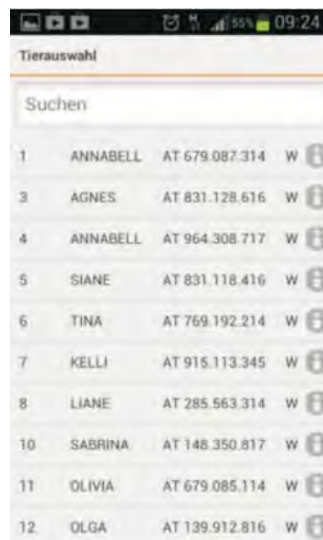 55% 09:24
Tierauswahl
Suchen
1 ANNABELL AT 679.087.314 W
3 AGNES AT 831.128.616 W
4 ANNABELL AT 964.308.717 W
5 SIANE AT 831.118.416 W
6 TINA AT 769.192.214 W
7 KELLI AT 915.113.345 W
8 LIANE AT 285.563.314 W
10 SABRINA AT 148.350.817 W
11 OLIVIA AT 679.085.114 W
12 OLGA AT 139.912.816 W